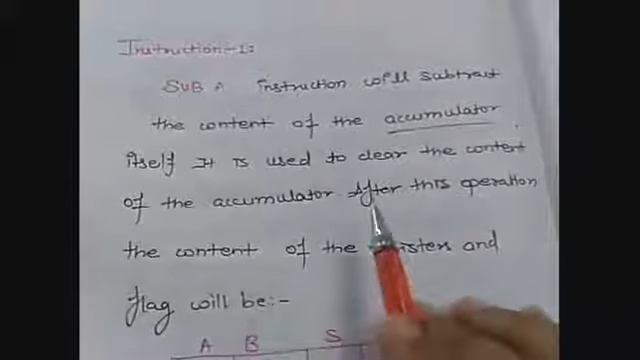 Instruction-1:
SUB A instruction will subtract
the content of the accumulator
itself It is used to clear the content
of the accumulator After this operation
the content of the and
flag will be:-
A B S